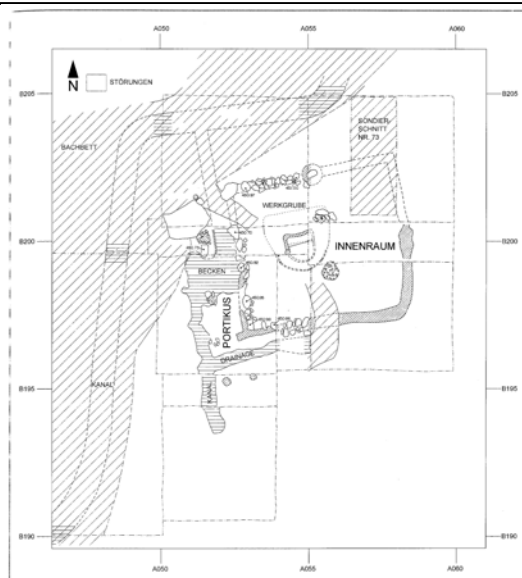 A050 A055 A060
B205 B205
N STÖRUNGEN
SONDIER-
SCHNITT
NR. 73
BACHBETT
WERKGRUBE
B200 B200
INNENRAUM
BECKEN
PORTIKUS
DRAINAGE
B195 B195
KANAL
KANAL
B190 B190
A050 A055 A060